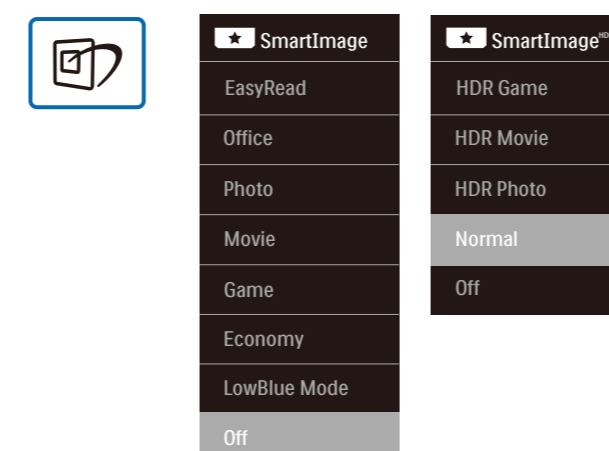 SmartImage
EasyRead
Office
Photo
Movie
Game
Economy
LowBlue Mode
Off
SmartImage HD
HDR Game
HDR Movie
HDR Photo
Normal
Off